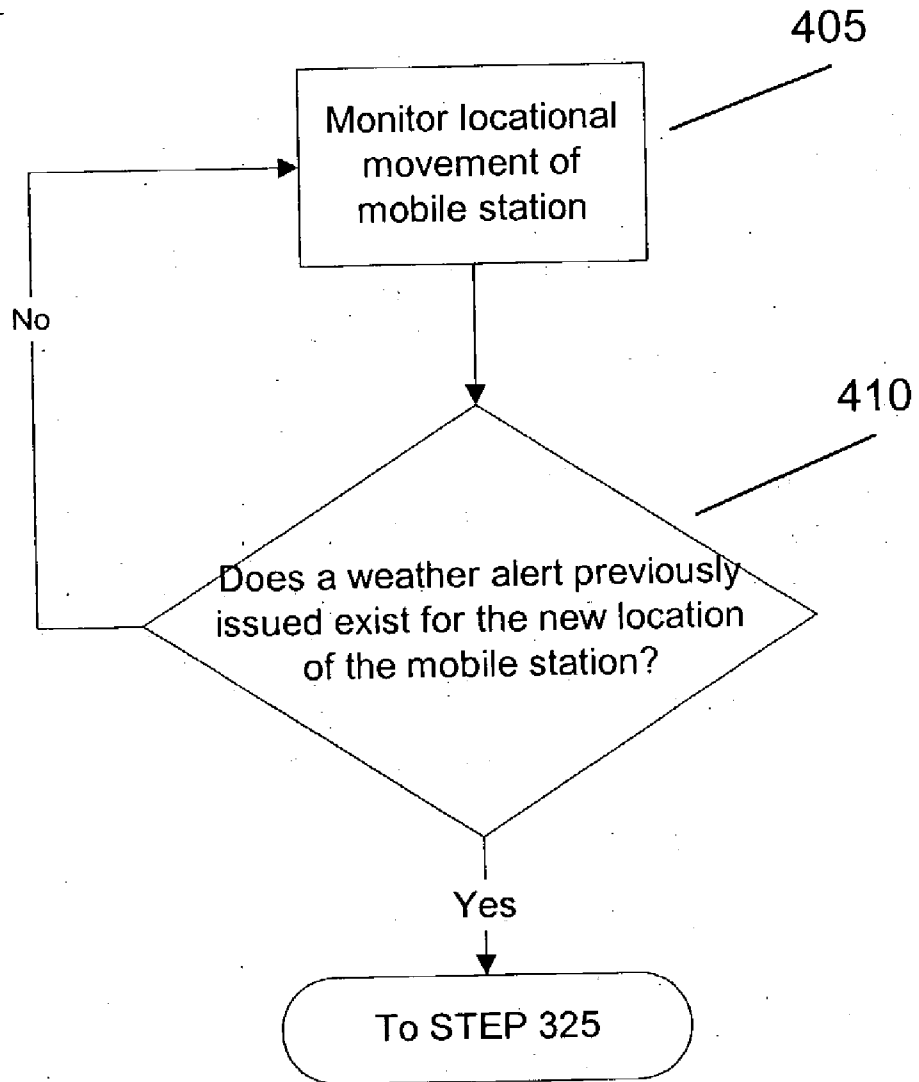 405
Monitor locational
movement of
mobile station
No
410
Does a weather alert previously
issued exist for the new location
of the mobile station?
Yes
To STEP 325